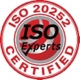 ISO 20252
ISO
Experts
CERTIFIED